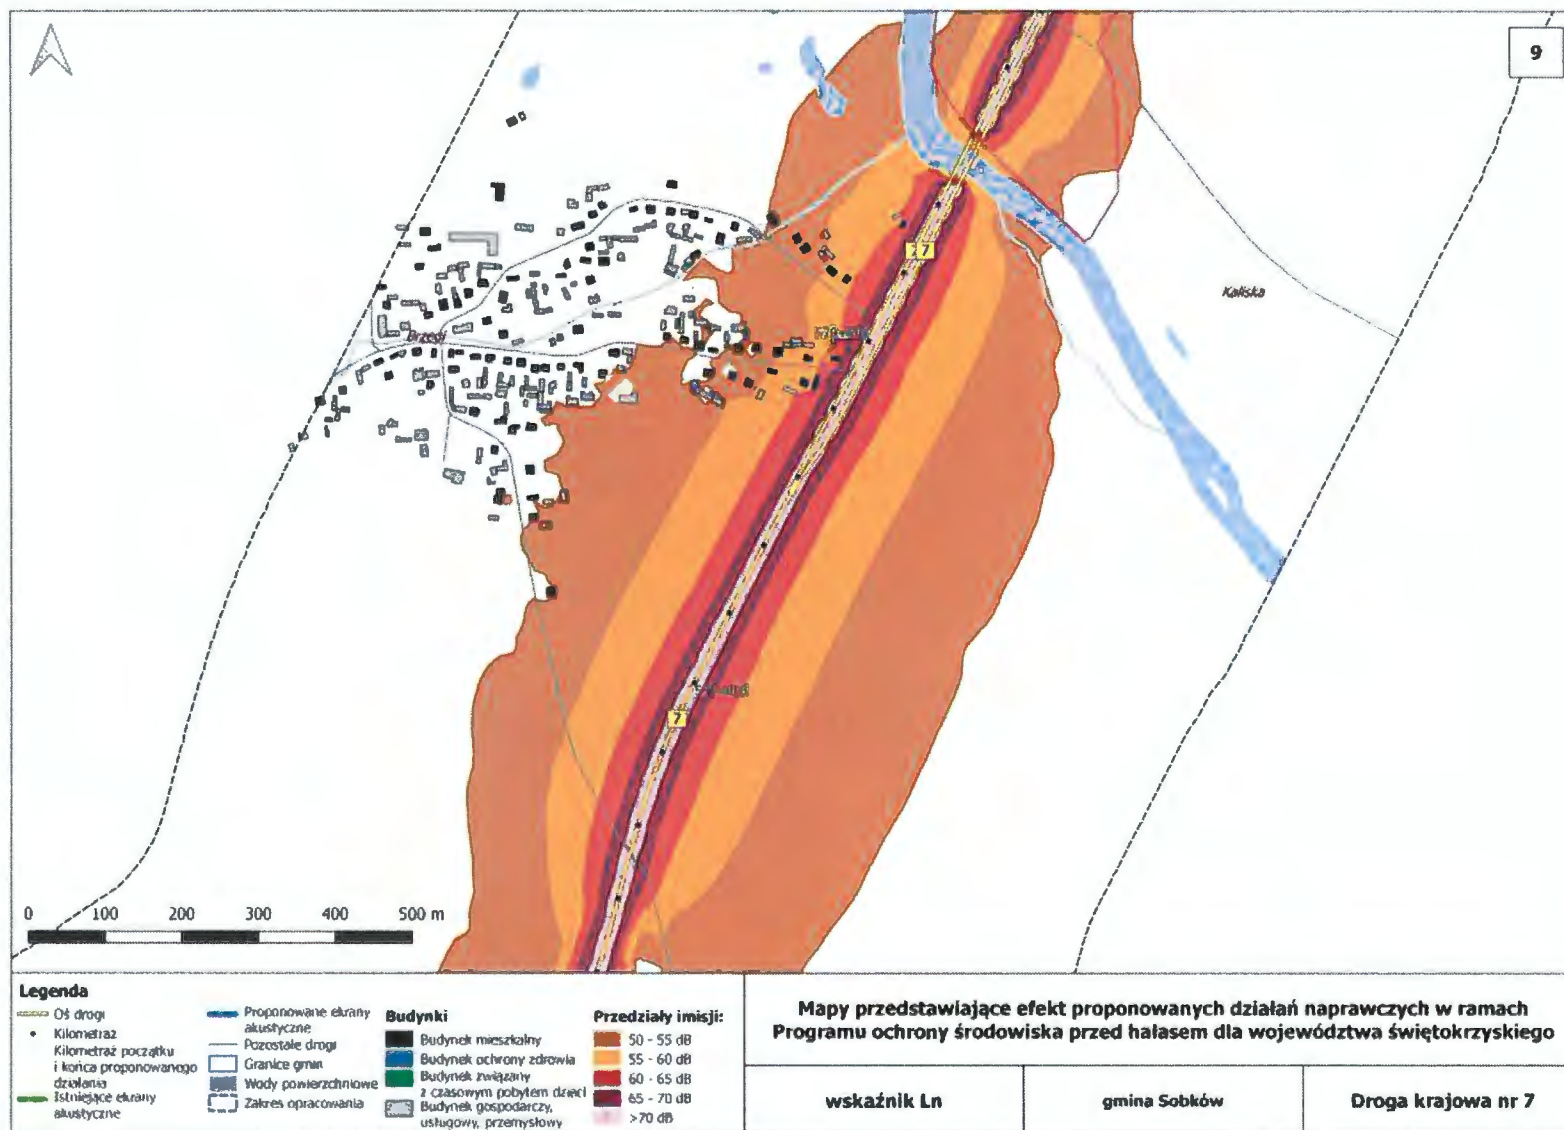 9
7
Kaliska
Brzegi
7
0 100 200 300 400 500 m
Legenda
Oś drogi
Kilometraż
Kilometraż początku
i końca proponowanego
działania
Istniejące ekrany
akustyczne
Proponowane ekrany
akustyczne
Pozostałe drogi
Granice gmin
Wody powierzchniowe
Zakres opracowania
Budynki
Budynek mieszkalny
Budynek ochrony zdrowia
Budynek związany
z czasowym pobytem dzieci
Budynek gospodarczy,
usługowy, przemysłowy
Przedziały imisji:
50 - 55 dB
55 - 60 dB
60 - 65 dB
65 - 70 dB
>70 dB
Mapy przedstawiające efekt proponowanych działań naprawczych w ramach
Programu ochrony środowiska przed hałasem dla województwa świętokrzyskiego
wskaźnik Ln
gmina Sobków
Droga krajowa nr 7